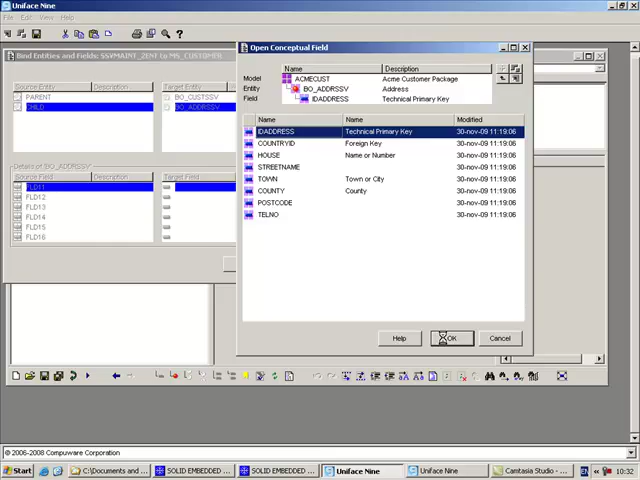 Uniface Nine
File Edit View Help
Bind Entities and Fields: SSVMAINT_2ENT to MS_CUSTOMER
Source Entity Description Target Entity
PARENT BO_CUSTSSV
CHILD BO_ADDRSSV
Details of 'BO_ADDRSSV'
Source Field Description Target Field
FLD11
FLD12
FLD13
FLD14
FLD15
FLD16
Open Conceptual Field
Name Description
Model ACMECUST Acme Customer Package
Entity BO_ADDRSSV Address
Field IDADDRESS Technical Primary Key
Name Name Modified
IDADDRESS Technical Primary Key 30-nov-09 11:19:06
COUNTRYID Foreign Key 30-nov-09 11:19:06
HOUSE Name or Number 30-nov-09 11:19:06
STREETNAME 30-nov-09 11:19:06
TOWN Town or City 30-nov-09 11:19:06
COUNTY County 30-nov-09 11:19:06
POSTCODE 30-nov-09 11:19:06
TELNO 30-nov-09 11:19:06
Help OK Cancel
© 2006-2008 Compuware Corporation
Start C:\Documents and ... SOLID EMBEDDED ... SOLID EMBEDDED ... Uniface Nine Uniface Nine Camtasia Studio - ... EN 10:32